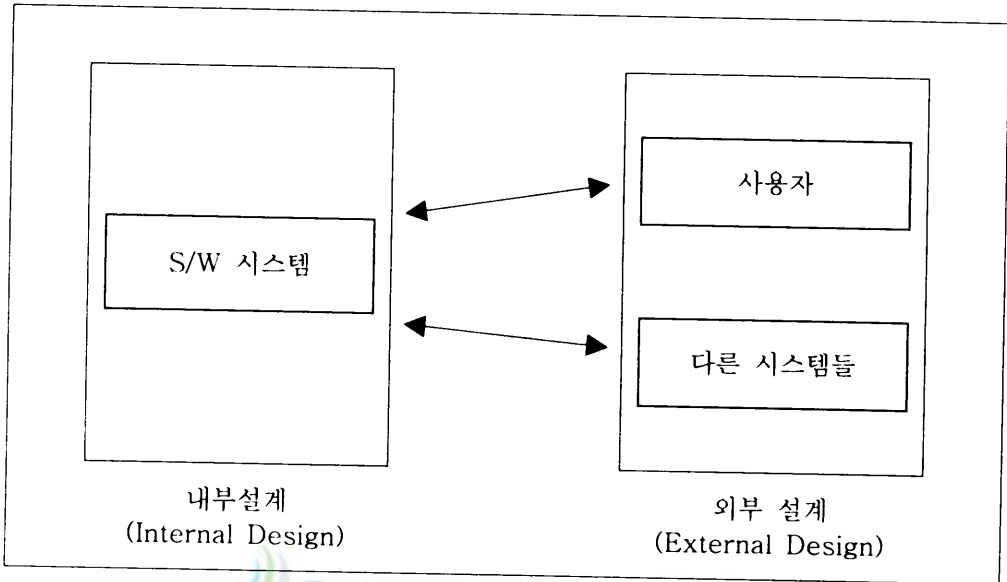 사용자
S/W 시스템
다른 시스템들
내부설계
(Internal Design)
외부 설계
(External Design)